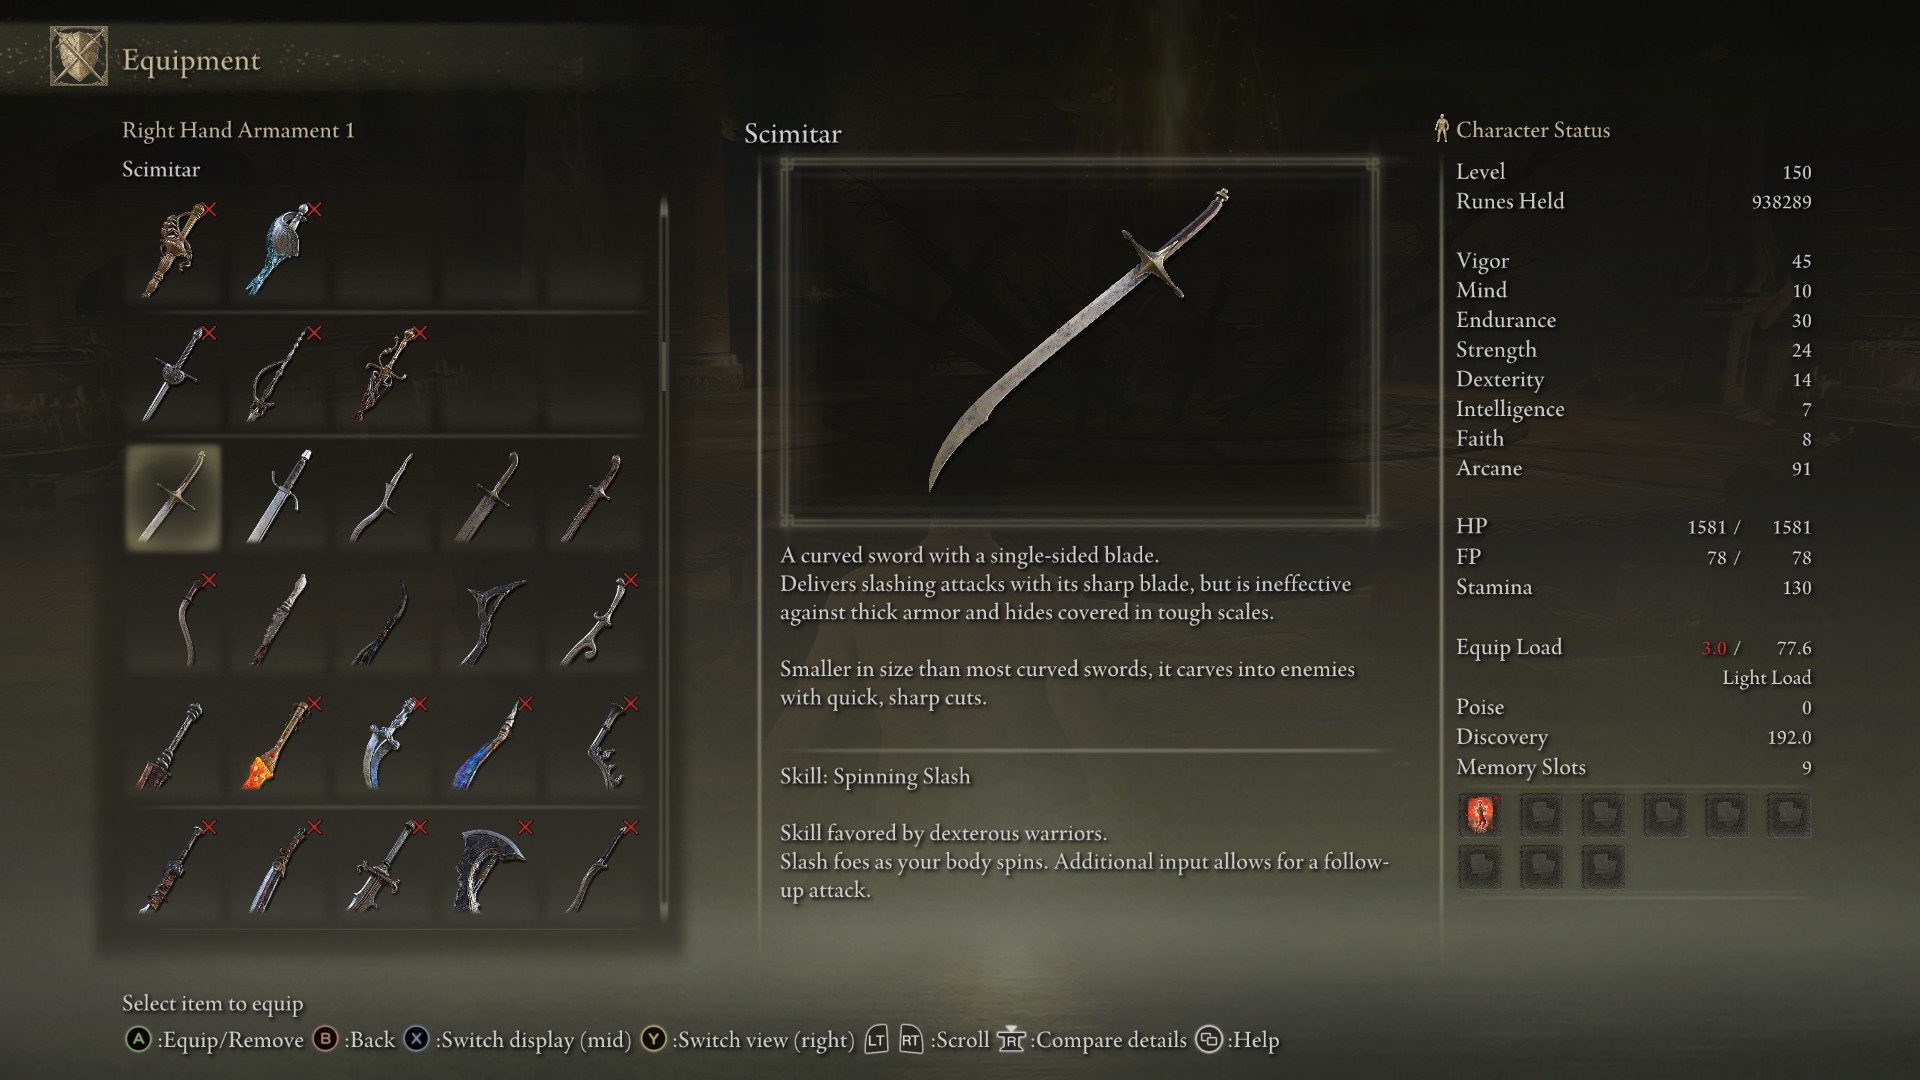 Equipment
Right Hand Armament 1
Scimitar
Scimitar
A curved sword with a single-sided blade.
Delivers slashing attacks with its sharp blade, but is ineffective
against thick armor and hides covered in tough scales.
Smaller in size than most curved swords, it carves into enemies
with quick, sharp cuts.
Skill: Spinning Slash
Skill favored by dexterous warriors.
Slash foes as your body spins. Additional input allows for a follow-
up attack.
Character Status
Level 150
Runes Held 938289
Vigor 45
Mind 10
Endurance 30
Strength 24
Dexterity 14
Intelligence 7
Faith 8
Arcane 91
HP 1581 / 1581
FP 78 / 78
Stamina 130
Equip Load 3.0 / 77.6
Light Load
Poise 0
Discovery 192.0
Memory Slots 9
Select item to equip
A :Equip/Remove B :Back X :Switch display (mid) Y :Switch view (right) LT RT :Scroll R :Compare details :Help